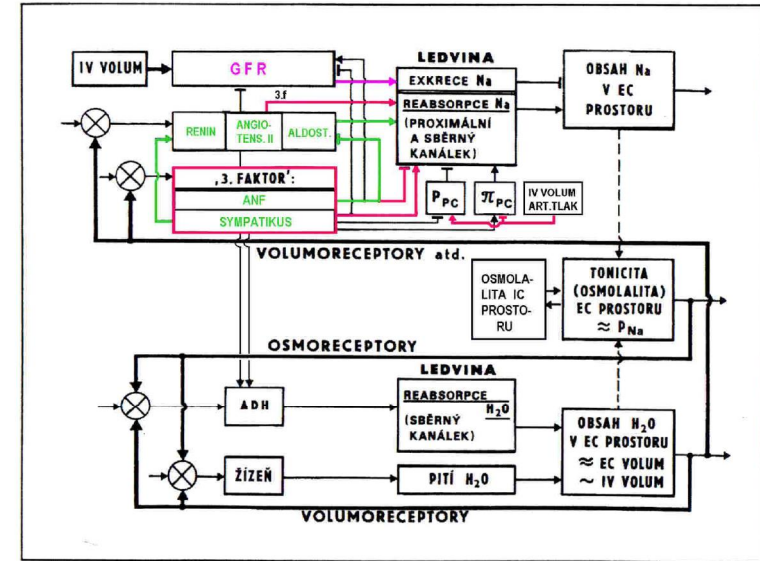 IV VOLUM
GFR
LEDVINA
EXKRECE Na
REABSORPCE Na
(PROXIMÁLNÍ
A SBĚRNÝ
KANÁLEK)
OBSAH Na
V EC
PROSTORU
3.f
RENIN
ANGIO-
TENS. II
ALDOST.
„3. FAKTOR‘:
ANF
SYMPATIKUS
P PC
π PC
IV VOLUM
ART.TLAK
VOLUMORECEPTORY atd.
OSMOLA-
LITA IC
PROSTO-
RU
TONICITA
(OSMOLALITA)
EC PROSTORU
≈ PNa
OSMORECEPTORY
LEDVINA
ADH
REABSORPCE
H₂O
(SBĚRNÝ
KANÁLEK)
OBSAH H₂O
V EC PROSTORU
≈ EC VOLUM
~ IV VOLUM
ŽÍZEŇ
PITÍ H₂O
VOLUMORECEPTORY